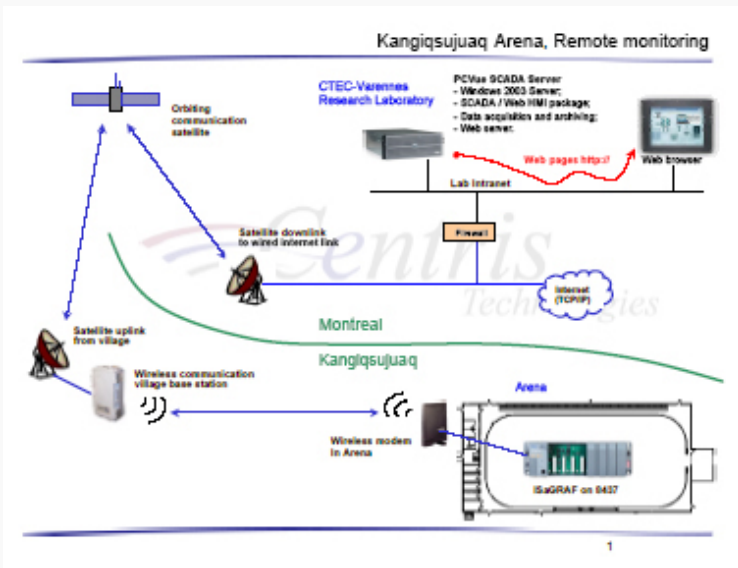 Kangiqsujuaq Arena, Remote monitoring
CTEC-Varennes
Research Laboratory
PCVue SCADA Server
- Windows 2003 Server;
- SCADA / Web HMI package;
- Data acquisition and archiving;
- Web server.
Orbiting
communication
satellite
Web pages http://
Web browser
Lab Intranet
Satellite downlink
to wired internet link
Firewall
Sentris
Technologies
Internet
(TCP/IP)
Montreal
Satellite uplink
from village
Kangiqsujuaq
Wireless communication
village base station
Arena
Wireless modem
in Arena
ISaGRAF on 8437
1